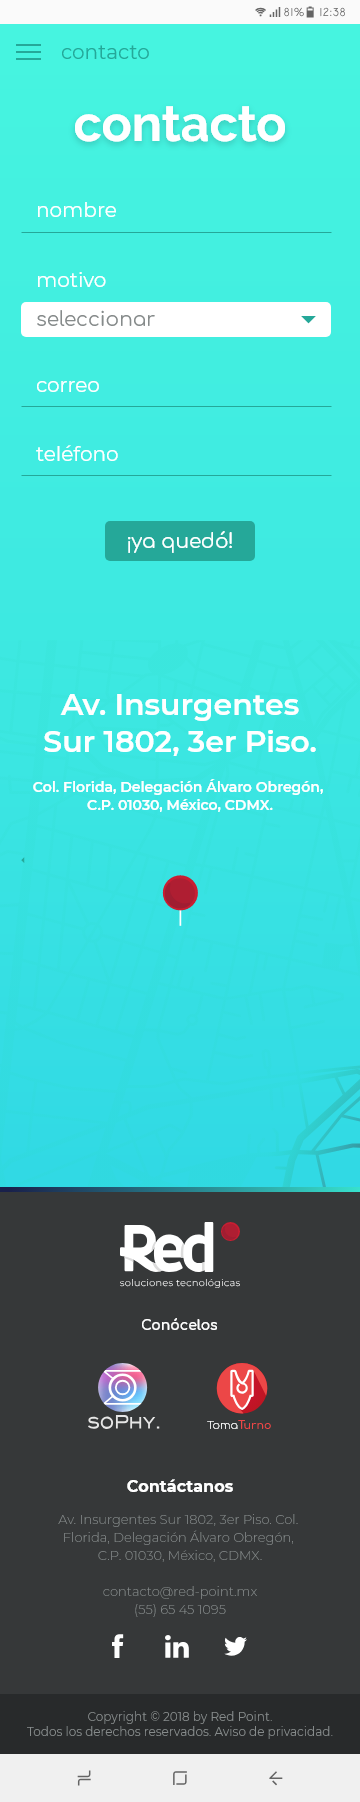 81% 12:38
contacto
contacto
nombre
motivo
seleccionar
correo
teléfono
¡ya quedó!
Av. Insurgentes
Sur 1802, 3er Piso.
Col. Florida, Delegación Álvaro Obregón,
C.P. 01030, México, CDMX.
Red
soluciones tecnológicas
Conócelos
SOPHY.
TomaTurno
Contáctanos
Av. Insurgentes Sur 1802, 3er Piso. Col.
Florida, Delegación Álvaro Obregón,
C.P. 01030, México, CDMX.
contacto@red-point.mx
(55) 65 45 1095
Copyright © 2018 by Red Point.
Todos los derechos reservados. Aviso de privacidad.